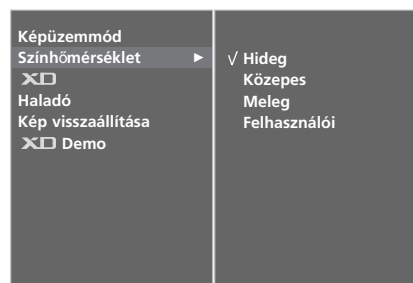 Képüzemmód
Színhőmérséklet ►
XD
Haladó
Kép visszaállítása
XD Demo
√ Hideg
Közepes
Meleg
Felhasználói